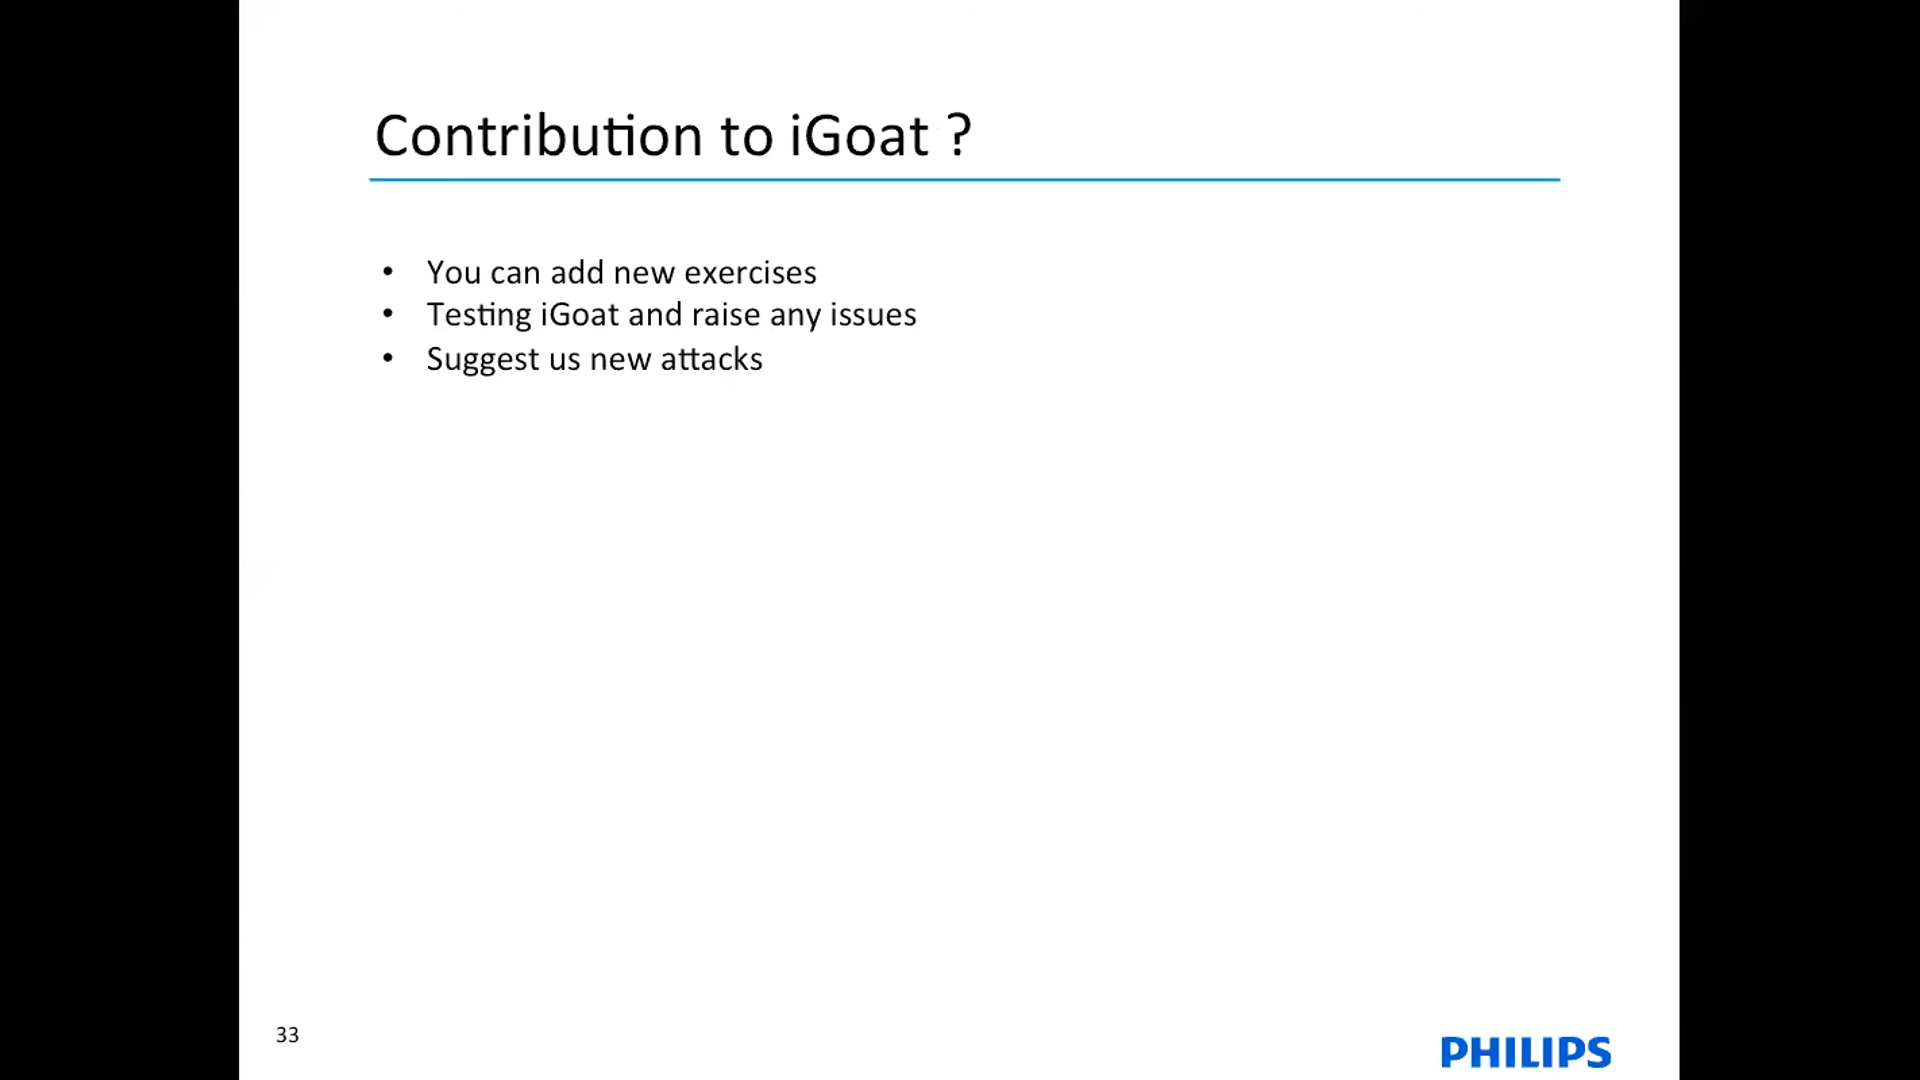 Contribution to iGoat ?
• You can add new exercises
• Testing iGoat and raise any issues
• Suggest us new attacks
33
PHILIPS